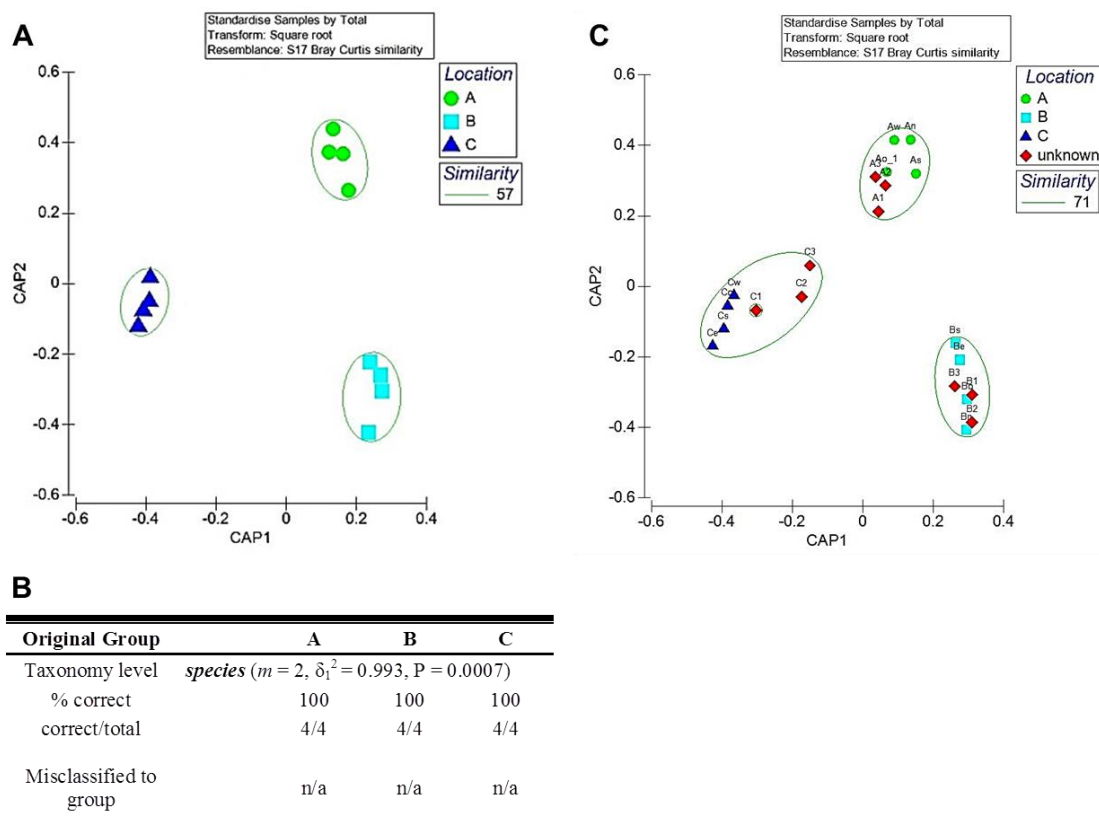 A
Standardise Samples by Total
Transform: Square root
Resemblance: S17 Bray Curtis similarity
Location
A
B
C
Similarity
57
0.6
0.4
0.2
0
-0.2
-0.4
-0.6
CAP2
-0.6
-0.4
-0.2
0
0.2
0.4
CAP1
C
Standardise Samples by Total
Transform: Square root
Resemblance: S17 Bray Curtis similarity
Location
A
B
C
unknown
Similarity
71
0.6
0.4
0.2
0
-0.2
-0.4
-0.6
CAP2
Aw An
Ao_1 As
A3
A2
A1
C3
Cw C2
C1
Cs
Bs
Be
B3 B1
B2
-0.6
-0.4
-0.2
0
0.2
0.4
CAP1
B
Original Group A B C
Taxonomy level species (m = 2, δ₁² = 0.993, P = 0.0007)
% correct 100 100 100
correct/total 4/4 4/4 4/4
Misclassified to
group n/a n/a n/a